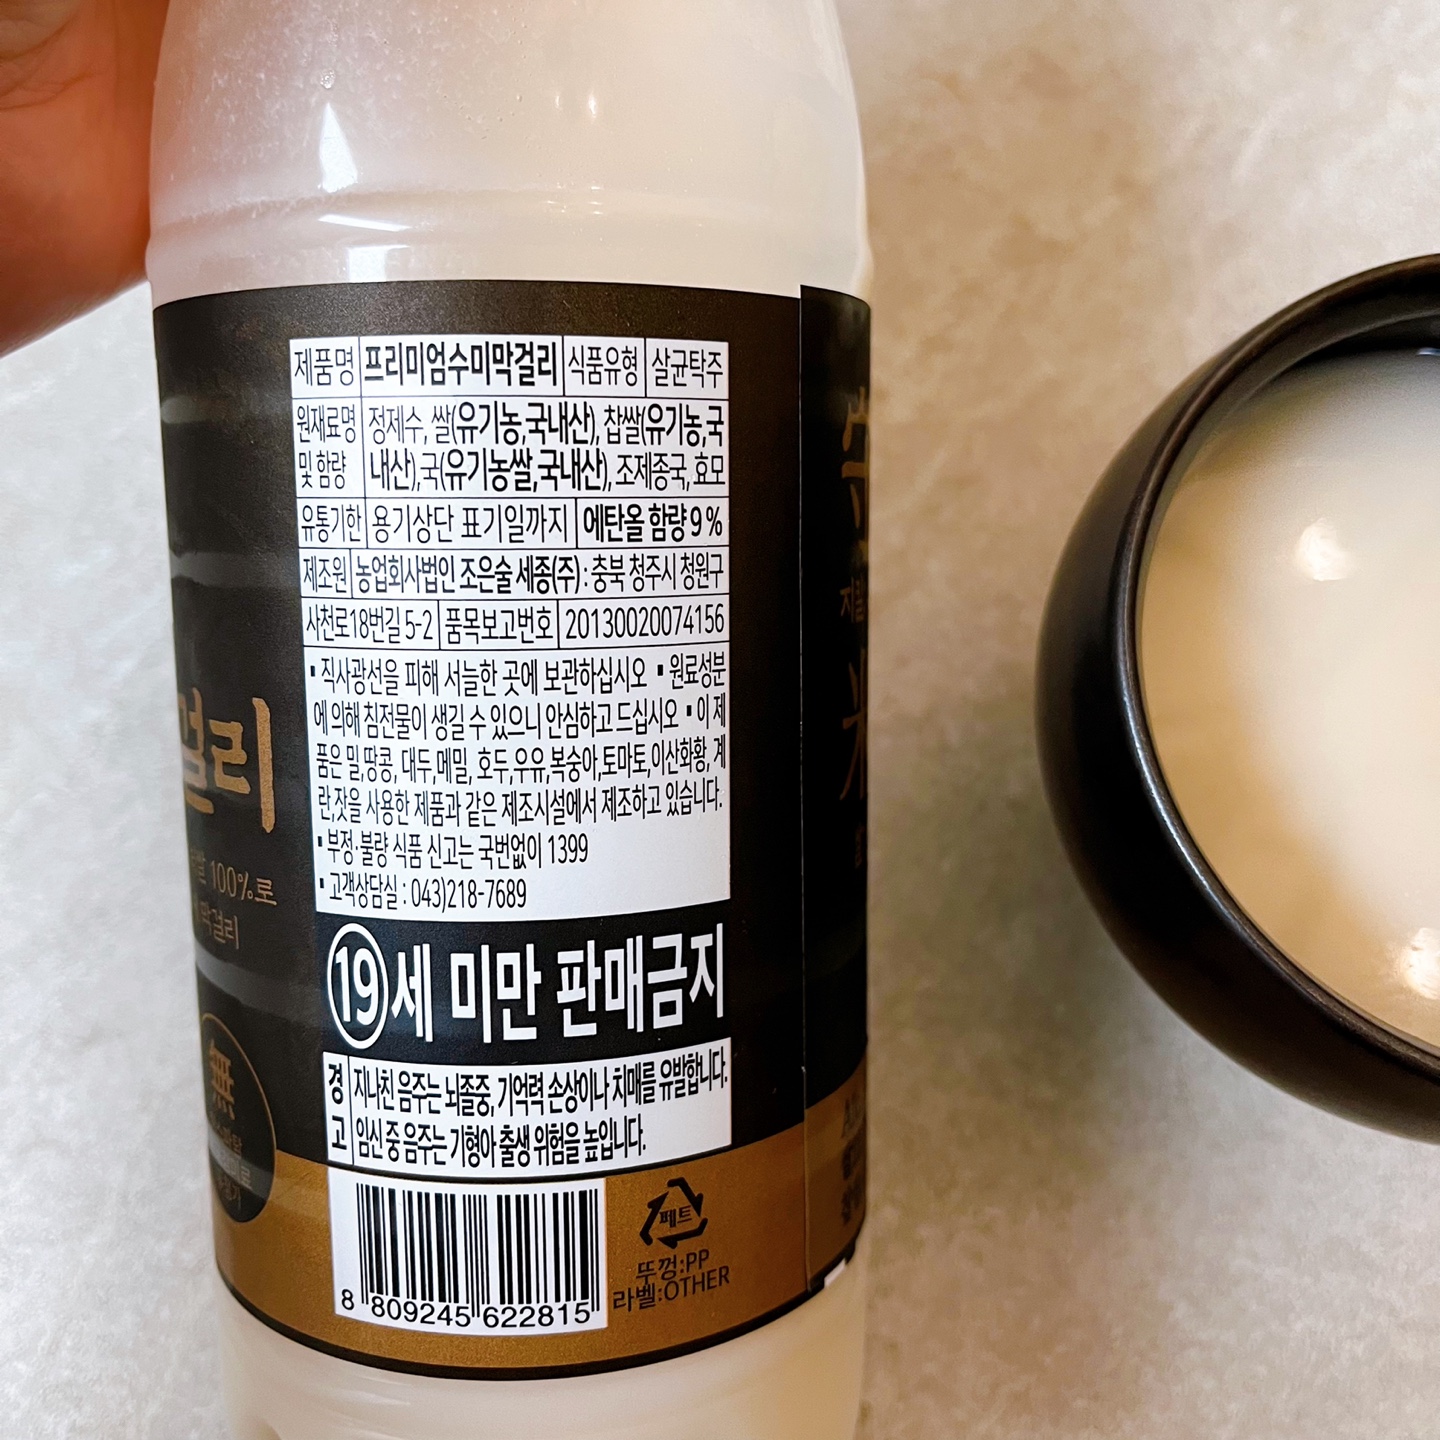 제품명 프리미엄수미막걸리 식품유형 살균탁주
원재료명 정제수, 쌀(유기농,국내산), 찹쌀(유기농,국
및 함량 내산),국(유기농쌀,국내산), 조제종국, 효모
유통기한 용기상단 표기일까지 에탄올 함량 9 %
제조원 농업회사법인 조은술 세종(주) : 충북 청주시 청원구
사천로18번길 5-2 품목보고번호 20130020074156
▪ 직사광선을 피해 서늘한 곳에 보관하십시오 ▪ 원료성분
에 의해 침전물이 생길 수 있으니 안심하고 드십시오 ▪ 이 제
품은 밀,땅콩, 대두,메밀, 호두,우유,복숭아,토마토,이산화황, 계
란,잣을 사용한 제품과 같은 제조시설에서 제조하고 있습니다.
▪ 부정·불량 식품 신고는 국번없이 1399
▪ 고객상담실 : 043)218-7689
19세 미만 판매금지
경고 지나친 음주는 뇌졸중, 기억력 손상이나 치매를 유발합니다.
임신 중 음주는 기형아 출생 위험을 높입니다.
8 809245 622815
페트
뚜껑:PP
라벨:OTHER
걸리
100%로
막걸리
無
米